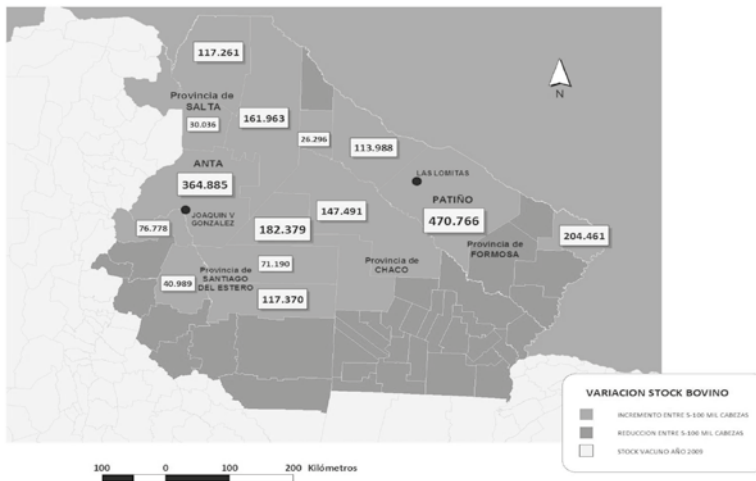 117.261
Provincia de
SALTA
161.963
30.036
26.296
113.988
N
ANTA
364.885
LAS LOMITAS
PATIÑO
470.766
147.491
JOAQUIN V
GONZALEZ
76.778
182.379
204.461
Provincia de
FORMOSA
71.190
Provincia de
CHACO
Provincia de
SANTIAGO
DEL ESTERO
40.989
117.370
VARIACION STOCK BOVINO
INCREMENTO ENTRE 5-100 MIL CABEZAS
REDUCCION ENTRE 5-100 MIL CABEZAS
STOCK VACUNO AÑO 2009
100 0 100 200 Kilómetros